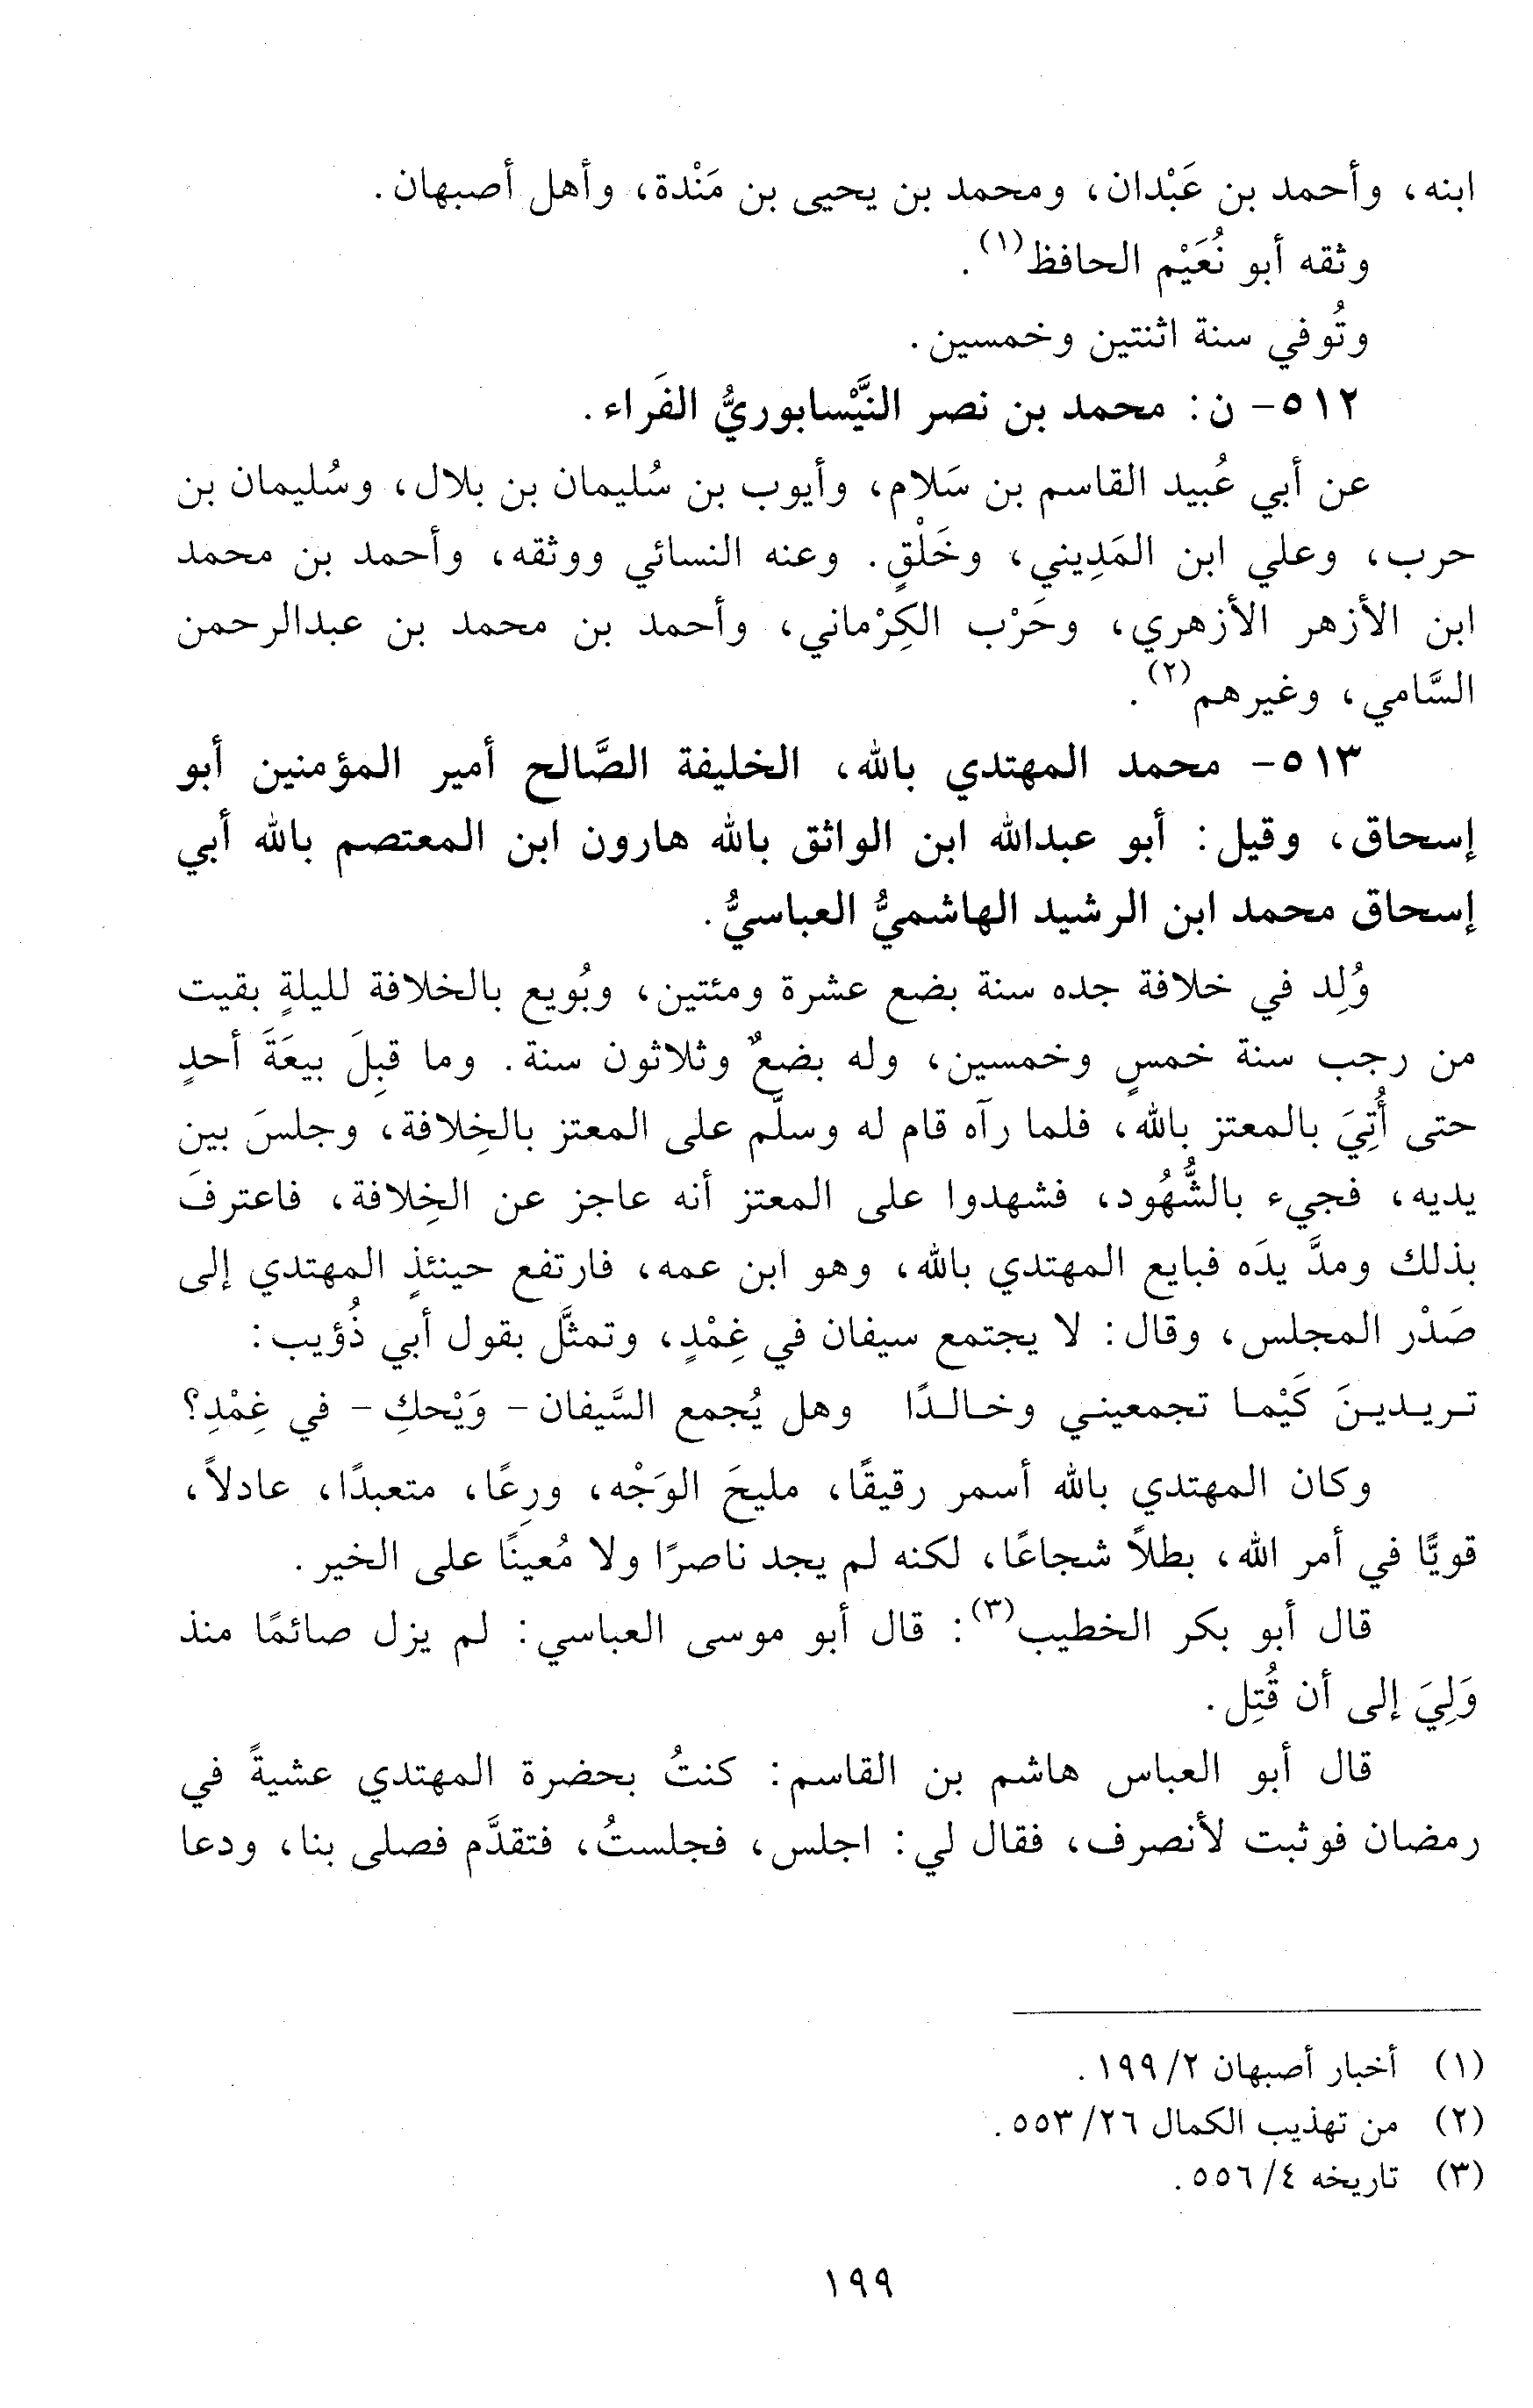 ابنه، وأحمد بن عَبْدان، ومحمد بن يحيى بن مَنْدة، وأهل أصبهان.
وثقه أبو نُعَيْم الحافظ(١).
وتُوفي سنة اثنتين وخمسين.
٥١٢- ن: محمد بن نصر النَّيْسابوريُّ الفَراء.
عن أبي عُبيد القاسم بن سَلام، وأيوب بن سُليمان بن بلال، وسُليمان بن
حرب، وعلي ابن المَدِيني، وخَلْقٍ. وعنه النسائي ووثقه، وأحمد بن محمد
ابن الأزهر الأزهري، وحَرْب الكِرْماني، وأحمد بن محمد بن عبدالرحمن
السَّامي، وغيرهم(٢).
٥١٣- محمد المهتدي بالله، الخليفة الصَّالح أمير المؤمنين أبو
إسحاق، وقيل: أبو عبدالله ابن الواثق بالله هارون ابن المعتصم بالله أبي
إسحاق محمد ابن الرشيد الهاشميُّ العباسيُّ.
وُلِد في خلافة جده سنة بضع عشرة ومئتين، وبُويع بالخلافة لليلةٍ بقيت
من رجب سنة خمسٍ وخمسين، وله بضعٌ وثلاثون سنة. وما قبِلَ بيعَةَ أحدٍ
حتى أُتِيَ بالمعتز بالله، فلما رآه قام له وسلَّم على المعتز بالخِلافة، وجلسَ بين
يديه، فجيء بالشُّهُود، فشهدوا على المعتز أنه عاجز عن الخِلافة، فاعترفَ
بذلك ومدَّ يدَه فبايع المهتدي بالله، وهو ابن عمه، فارتفع حينئذٍ المهتدي إلى
صَدْر المجلس، وقال: لا يجتمع سيفان في غِمْدٍ، وتمثَّل بقول أبي ذُؤيب:
تريدينَ كَيْما تجمعيني وخالدًا وهل يُجمع السَّيفان - وَيْحكِ - في غِمْدِ؟
وكان المهتدي بالله أسمر رقيقًا، مليحَ الوَجْه، ورِعًا، متعبدًا، عادلاً،
قويًّا في أمر الله، بطلاً شجاعًا، لكنه لم يجد ناصرًا ولا مُعينًا على الخير.
قال أبو بكر الخطيب(٣): قال أبو موسى العباسي: لم يزل صائمًا منذ
وَلِيَ إلى أن قُتِل.
قال أبو العباس هاشم بن القاسم: كنتُ بحضرة المهتدي عشيةً في
رمضان فوثبت لأنصرف، فقال لي: اجلس، فجلستُ، فتقدَّم فصلى بنا، ودعا
(١) أخبار أصبهان ٢/ ١٩٩.
(٢) من تهذيب الكمال ٢٦/ ٥٥٣.
(٣) تاريخه ٤/ ٥٥٦.
١٩٩